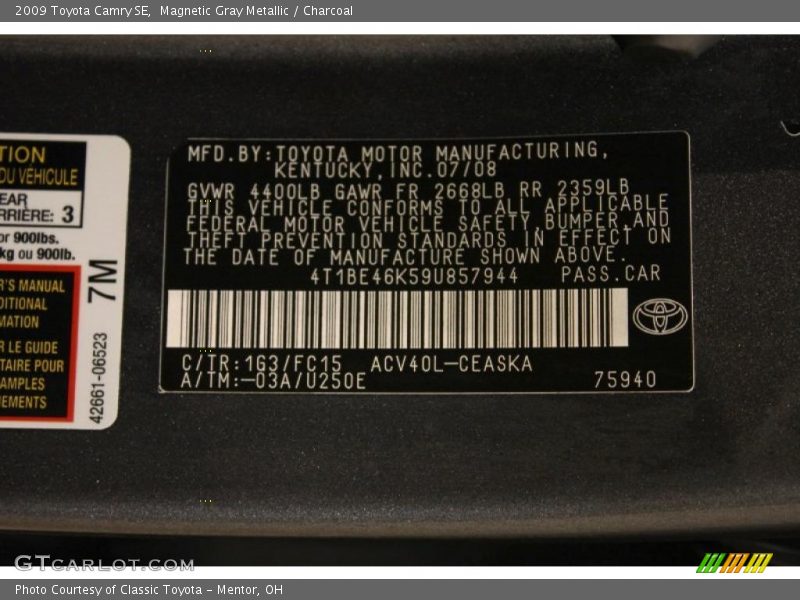 2009 Toyota Camry SE, Magnetic Gray Metallic / Charcoal
TION
DU VÉHICULE
EAR
RRIÈRE: 3
or 900lbs.
kg ou 900lb.
R'S MANUAL
DITIONAL
MATION
R LE GUIDE
TAIRE POUR
AMPLES
NEMENTS
7M
42661-06523
MFD.BY:TOYOTA MOTOR MANUFACTURING,
KENTUCKY,INC.07/08
GVWR 4400LB GAWR FR 2668LB RR 2359LB
THIS VEHICLE CONFORMS TO ALL APPLICABLE
FEDERAL MOTOR VEHICLE SAFETY,BUMPER,AND
THEFT PREVENTION STANDARDS IN EFFECT ON
THE DATE OF MANUFACTURE SHOWN ABOVE.
4T1BE46K59U857944 PASS.CAR
C/TR:1G3/FC15 ACV40L-CEASKA
A/TM:-03A/U250E 75940
GTCARLOT.COM
Photo Courtesy of Classic Toyota - Mentor, OH